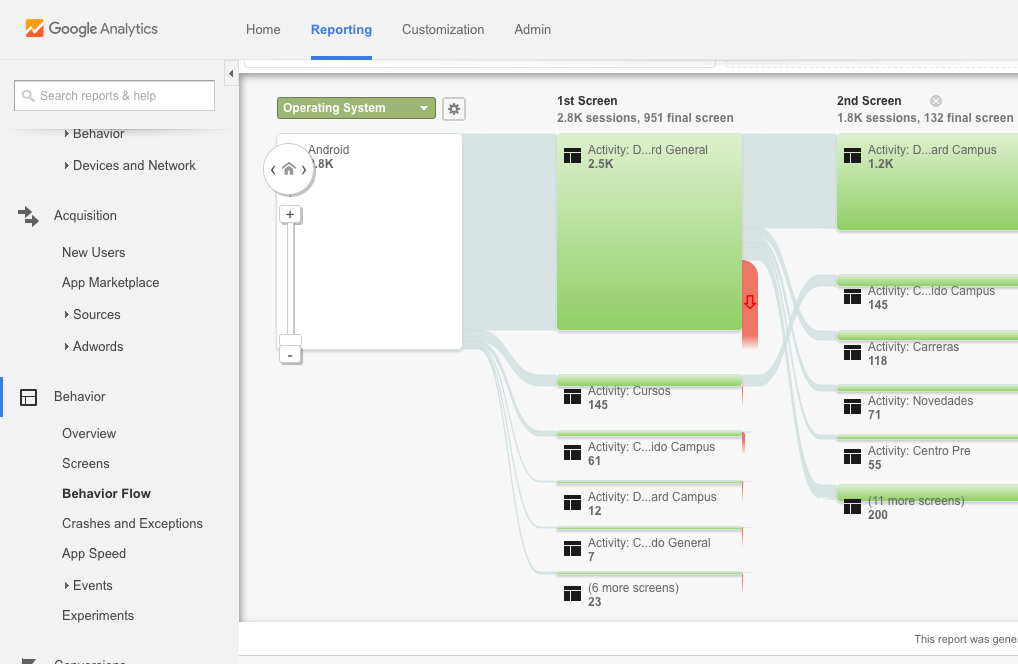 Google Analytics
Home
Reporting
Customization
Admin
Search reports & help
Behavior
Devices and Network
Acquisition
New Users
App Marketplace
Sources
Adwords
Behavior
Overview
Screens
Behavior Flow
Crashes and Exceptions
App Speed
Events
Experiments
Conversions
Operating System
Android
.8K
+
-
1st Screen
2.8K sessions, 951 final screen
Activity: D...rd General
2.5K
Activity: Cursos
145
Activity: C...ido Campus
61
Activity: D...ard Campus
12
Activity: C...do General
7
(6 more screens)
23
2nd Screen
1.8K sessions, 132 final screen
Activity: D...ard Campus
1.2K
Activity: C...ido Campus
145
Activity: Carreras
118
Activity: Novedades
71
Activity: Centro Pre
55
(11 more screens)
200
This report was gene